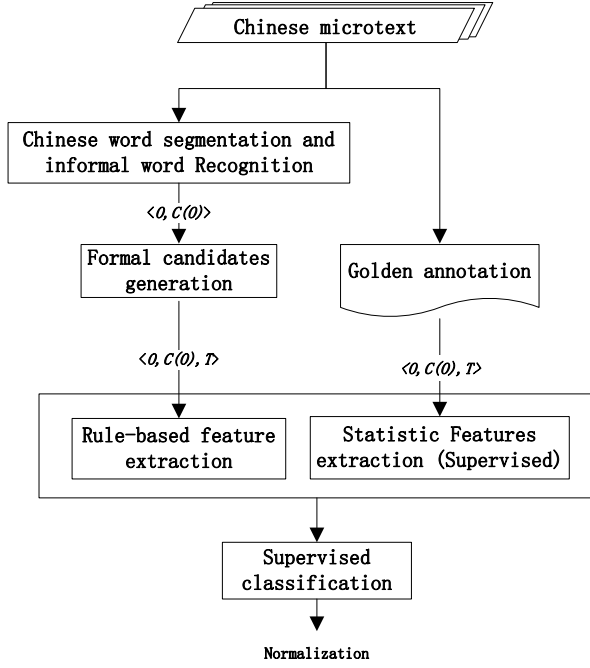 Chinese microtext
Chinese word segmentation and
informal word Recognition
<O,C(O)>
Formal candidates
generation
Golden annotation
<O,C(O),T>
<O,C(O),T>
Rule-based feature
extraction
Statistic Features
extraction (Supervised)
Supervised
classification
Normalization